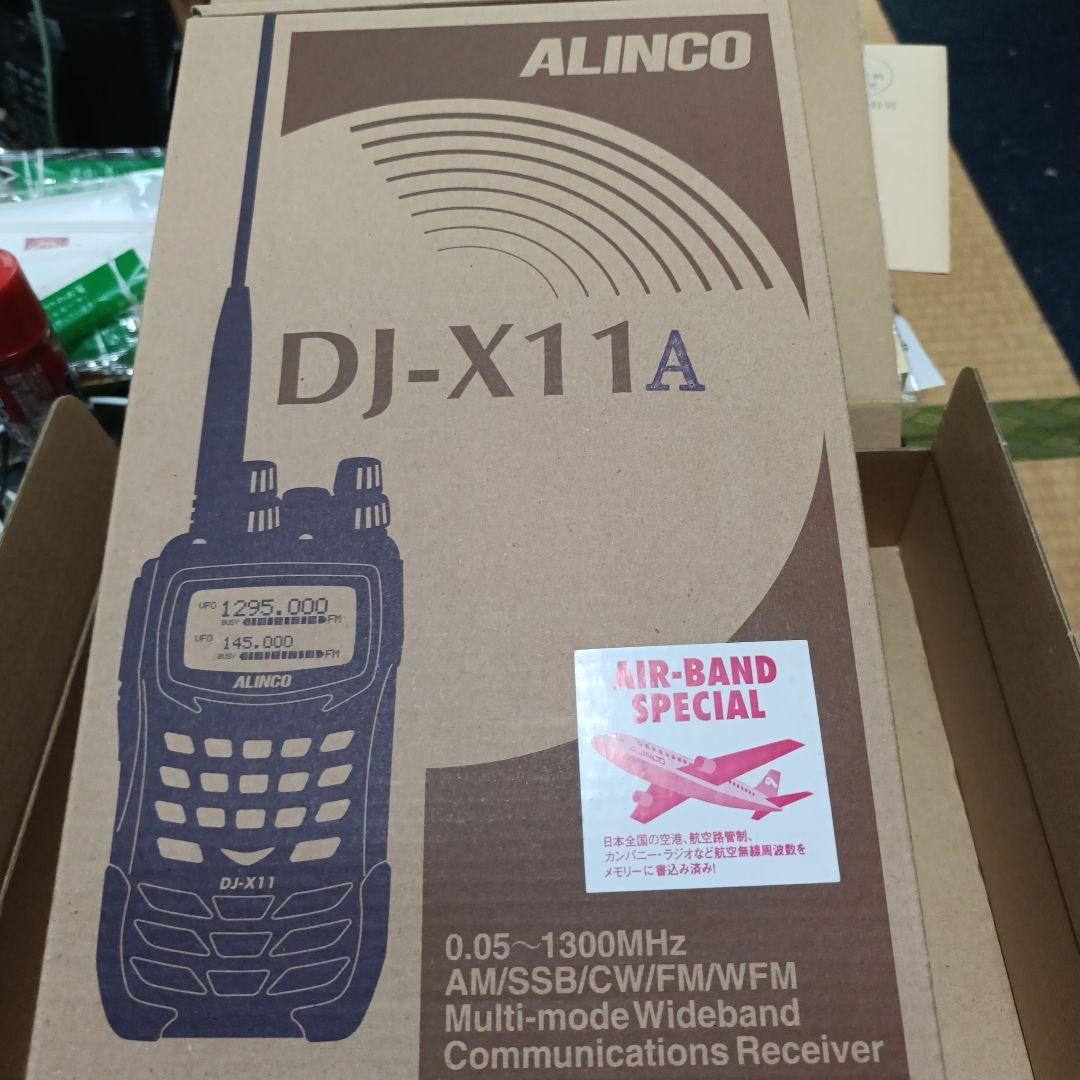 ALINCO
DJ-X11A
VFO 1295.000
BUSY FM
VFO 145.000
BUSY FM
ALINCO
DJ-X11
AIR-BAND
SPECIAL
ALINCO
日本全国の空港、航空路管制、
カンパニー・ラジオなど航空無線周波数を
メモリーに書込み済み!
0.05～1300MHz
AM/SSB/CW/FM/WFM
Multi-mode Wideband
Communications Receiver